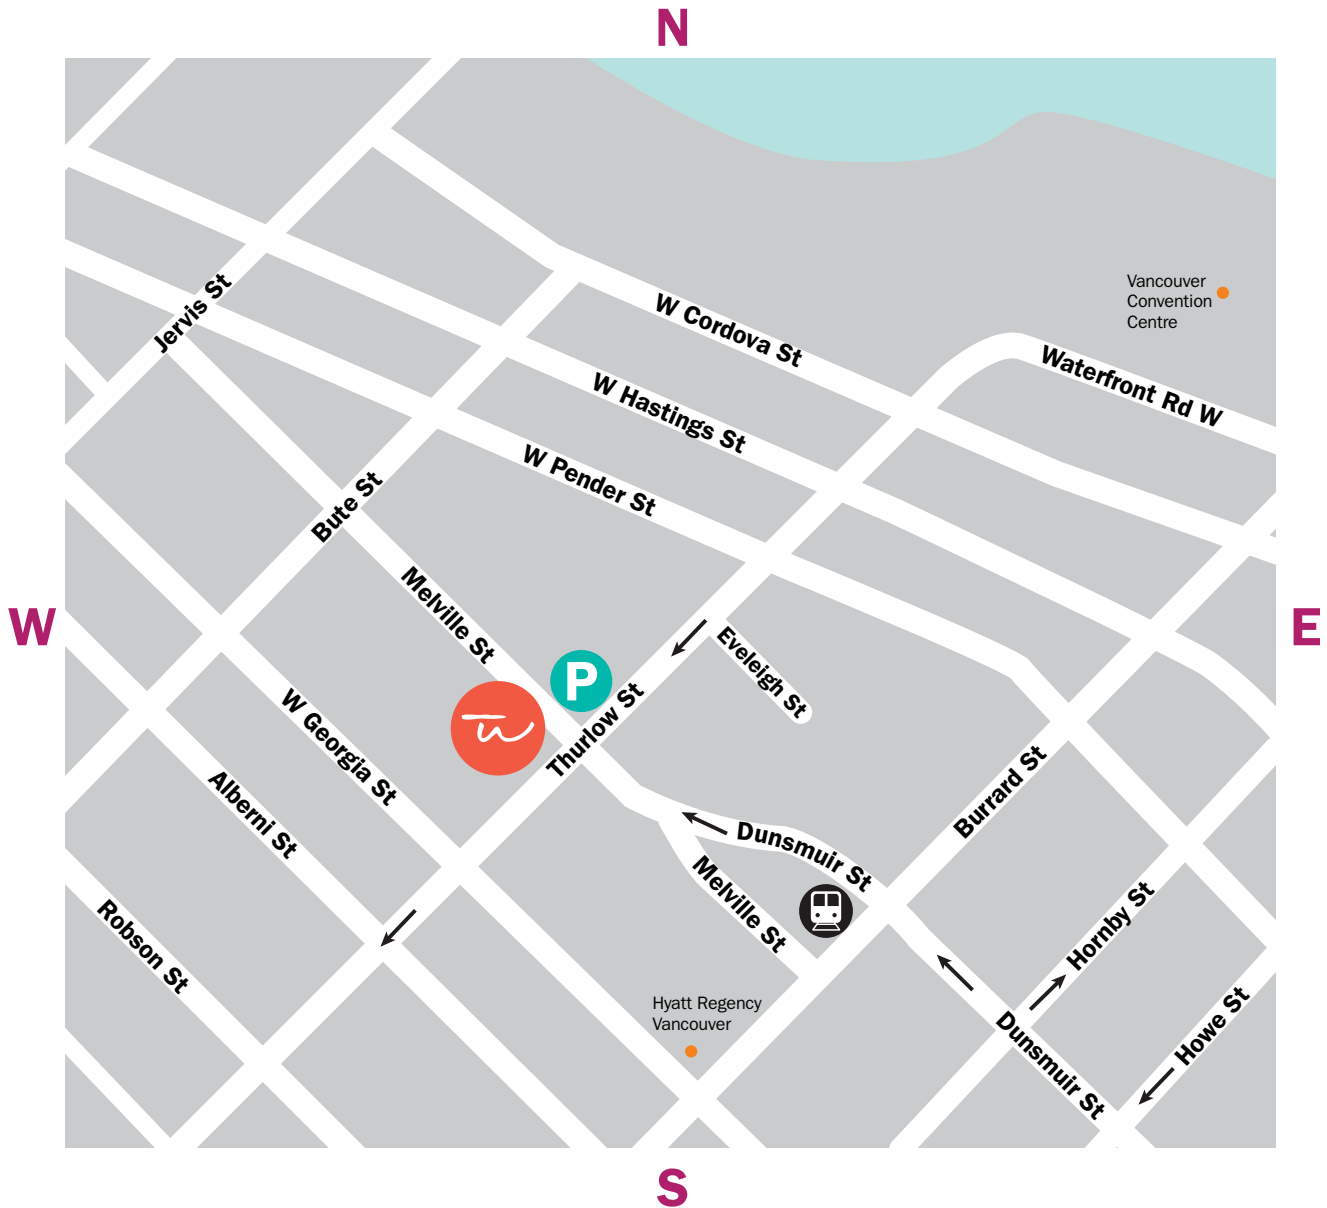 N
Vancouver
Convention
Centre
Jervis St
W Cordova St
Waterfront Rd W
W Hastings St
W Pender St
Bute St
Melville St
W
E
Eveleigh St
P
Thurlow St
W Georgia St
Alberni St
Burrard St
Dunsmuir St
Melville St
Robson St
Hornby St
Hyatt Regency
Vancouver
Dunsmuir St
Howe St
S